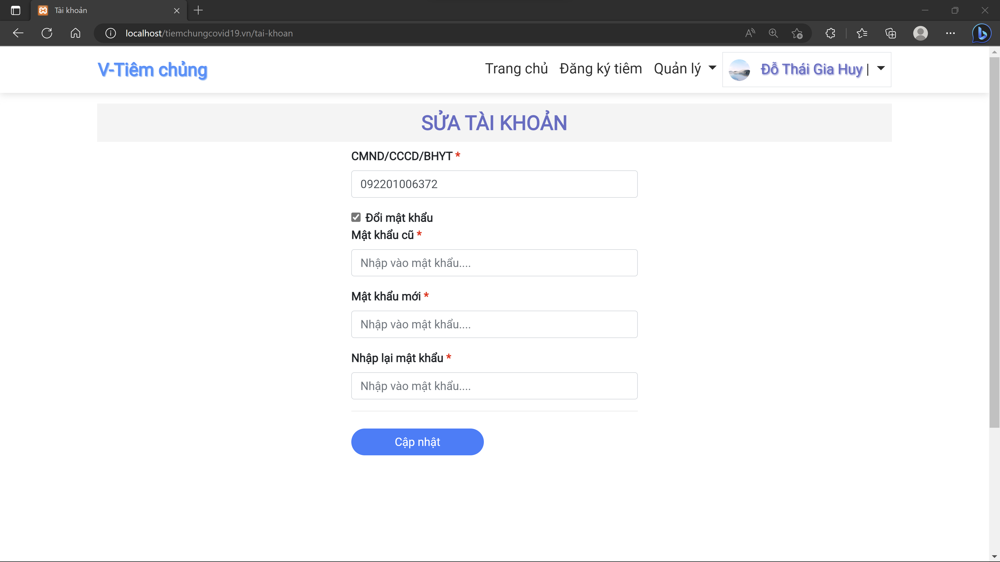 Tài khoản
localhost/tiemchungcovid19.vn/tai-khoan
V-Tiêm chủng
Trang chủ Đăng ký tiêm Quản lý Đỗ Thái Gia Huy |
SỬA TÀI KHOẢN
CMND/CCCD/BHYT *
092201006372
Đổi mật khẩu
Mật khẩu cũ *
Nhập vào mật khẩu....
Mật khẩu mới *
Nhập vào mật khẩu....
Nhập lại mật khẩu *
Nhập vào mật khẩu....
Cập nhật